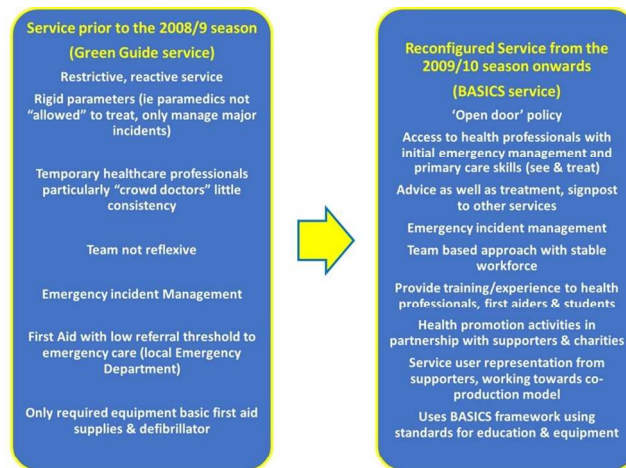 Service prior to the 2008/9 season
(Green Guide service)
Restrictive, reactive service
Rigid parameters (ie paramedics not
“allowed” to treat, only manage major
incidents)
Temporary healthcare professionals
particularly “crowd doctors” little
consistency
Team not reflexive
Emergency incident Management
First Aid with low referral threshold to
emergency care (local Emergency
Department)
Only required equipment basic first aid
supplies & defibrillator
Reconfigured Service from the
2009/10 season onwards
(BASICS service)
‘Open door’ policy
Access to health professionals with
initial emergency management and
primary care skills (see & treat)
Advice as well as treatment, signpost
to other services
Emergency incident management
Team based approach with stable
workforce
Provide training/experience to health
professionals, first aiders & students
Health promotion activities in
partnership with supporters & charities
Service user representation from
supporters, working towards co-
production model
Uses BASICS framework using
standards for education & equipment